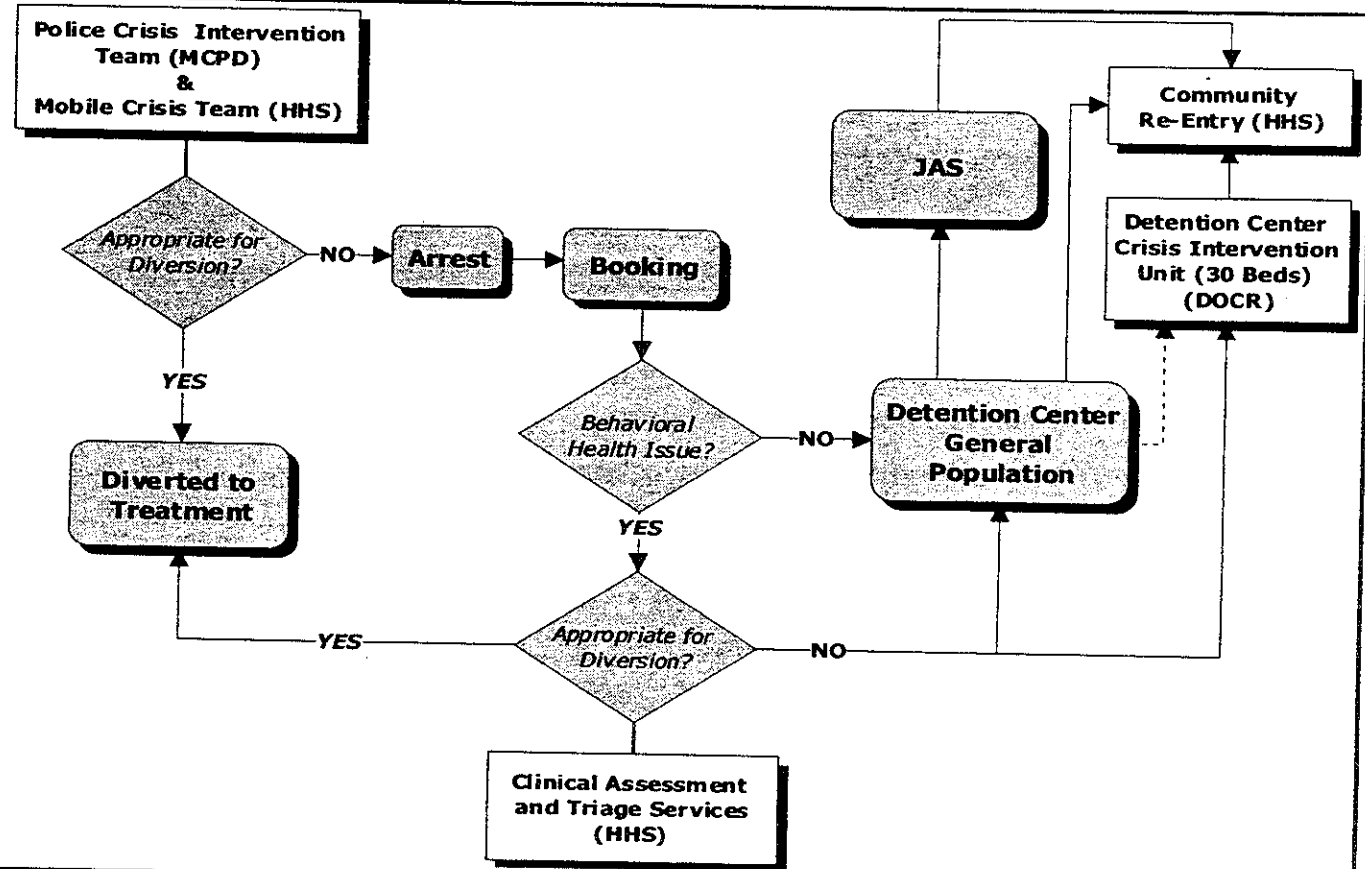 Police Crisis Intervention
Team (MCPD)
&
Mobile Crisis Team (HHS)
Appropriate for
Diversion?
NO
Arrest
Booking
JAS
Community
Re-Entry (HHS)
Detention Center
Crisis Intervention
Unit (30 Beds)
(DOCR)
YES
Behavioral
Health Issue?
NO
Detention Center
General
Population
Diverted to
Treatment
YES
YES
Appropriate for
Diversion?
NO
Clinical Assessment
and Triage Services
(HHS)